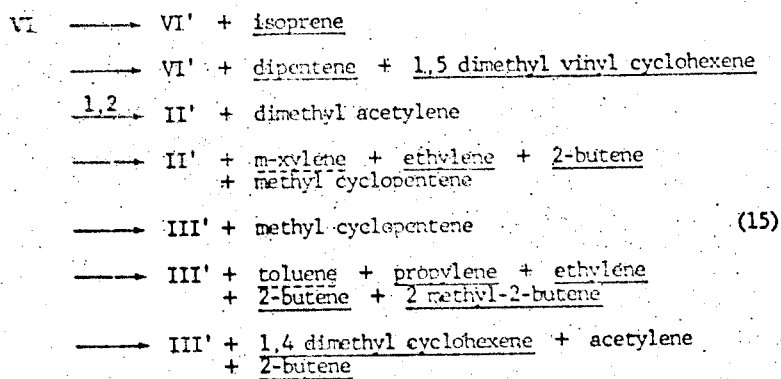 VI ⟶ VI' + isoprene
⟶ VI' + dipentene + 1,5 dimethyl vinyl cyclohexene
1,2 ⟶ II' + dimethyl acetylene
⟶ II' + m-xylene + ethylene + 2-butene
+ methyl cyclopentene
⟶ III' + methyl cyclopentene (15)
⟶ III' + toluene + propylene + ethylene
+ 2-butene + 2 methyl-2-butene
⟶ III' + 1,4 dimethyl cyclohexene + acetylene
+ 2-butene